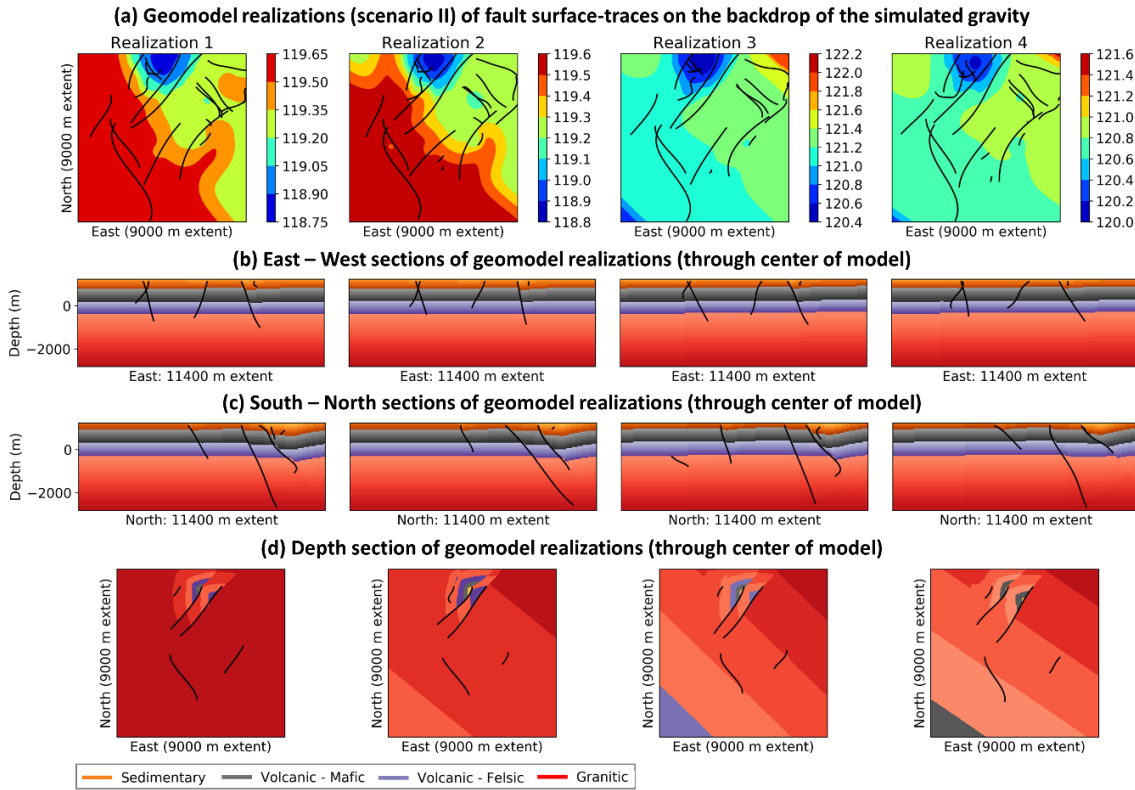 (a) Geomodel realizations (scenario II) of fault surface-traces on the backdrop of the simulated gravity
Realization 1
Realization 2
Realization 3
Realization 4
119.65
119.50
119.35
119.20
119.05
118.90
118.75
119.6
119.5
119.4
119.3
119.2
119.1
119.0
118.9
118.8
122.2
122.0
121.8
121.6
121.4
121.2
121.0
120.8
120.6
120.4
121.6
121.4
121.2
121.0
120.8
120.6
120.4
120.2
120.0
North (9000 m extent)
East (9000 m extent)
East (9000 m extent)
East (9000 m extent)
East (9000 m extent)
(b) East – West sections of geomodel realizations (through center of model)
Depth (m)
0
−2000
East: 11400 m extent
East: 11400 m extent
East: 11400 m extent
East: 11400 m extent
(c) South – North sections of geomodel realizations (through center of model)
Depth (m)
0
−2000
North: 11400 m extent
North: 11400 m extent
North: 11400 m extent
North: 11400 m extent
(d) Depth section of geomodel realizations (through center of model)
North (9000 m extent)
North (9000 m extent)
North (9000 m extent)
North (9000 m extent)
East (9000 m extent)
East (9000 m extent)
East (9000 m extent)
East (9000 m extent)
Sedimentary
Volcanic - Mafic
Volcanic - Felsic
Granitic